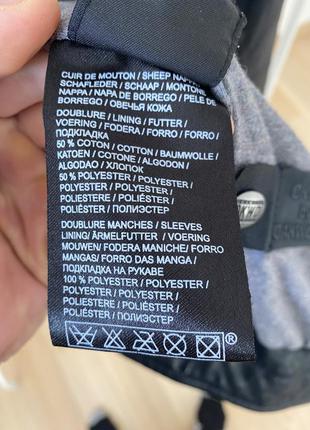 CUIR DE MOUTON / SHEEP NAPPA
SCHAFLEDER / SCHAAP / MONTONE
NAPPA / NAPA DE BORREGO / PELE DE
BORREGO / ОВЕЧЬЯ КОЖА
DOUBLURE / LINING / FUTTER /
VOERING / FODERA / FORRO / FORRO /
ПОДКЛАДКА
50 % COTON / COTTON / BAUMWOLLE /
KATOEN / COTONE / ALGODON /
ALGODAO / ХЛОПОК
50 % POLYESTER / POLYESTER /
POLYESTER / POLYESTER /
POLIESTERE / POLIÉSTER /
POLIÉSTER / ПОЛИЭСТЕР
DOUBLURE MANCHES / SLEEVES
LINING/ ÄRMELFUTTER / VOERING
MOUWEN/ FODERA MANICHE/ FORRO
MANGAS/ FORRO DAS MANGA /
ПОДКЛАДКА НА РУКАВЕ
100 % POLYESTER / POLYESTER /
POLYESTER / POLYESTER /
POLIESTERE / POLIÉSTER /
POLIÉSTER / ПОЛИЭСТЕР
®